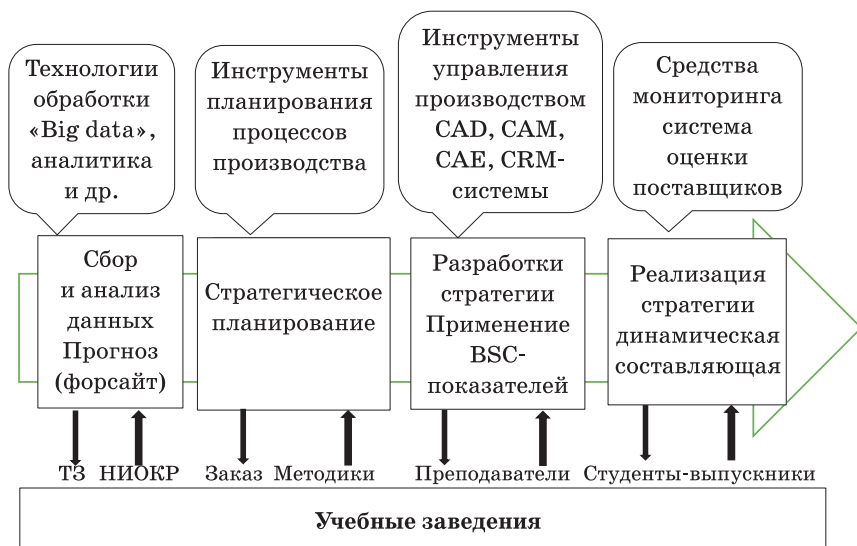 Технологии
обработки
«Big data»,
аналитика
и др.
Инструменты
планирования
процессов
производства
Инструменты
управления
производством
CAD, CAM,
CAE, CRM-
системы
Средства
мониторинга
система
оценки
поставщиков
Сбор
и анализ
данных
Прогноз
(форсайт)
Стратегическое
планирование
Разработки
стратегии
Применение
BSC-
показателей
Реализация
стратегии
динамическая
составляющая
ТЗ НИОКР Заказ Методики Преподаватели Студенты-выпускники
Учебные заведения